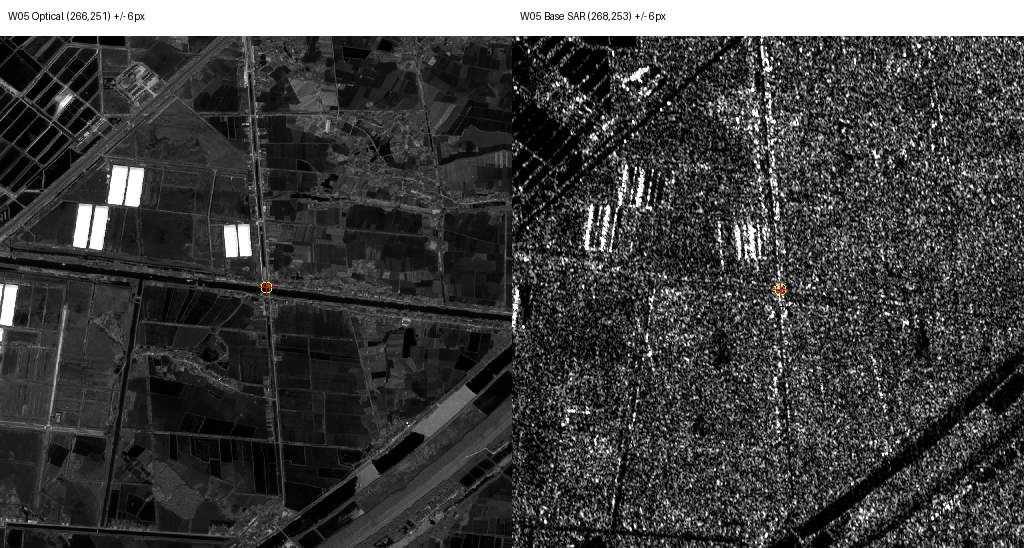 W05 Optical (266,251) +/- 6px
W05 Base SAR (268,253) +/- 6px